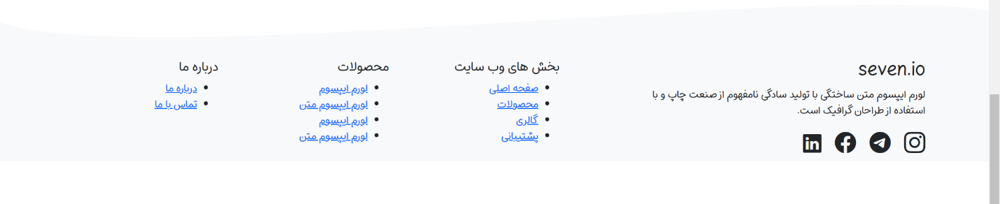 seven.io
لورم ایپسوم متن ساختگی با تولید سادگی نامفهوم از صنعت چاپ و با
استفاده از طراحان گرافیک است.
بخش های وب سایت
صفحه اصلی
محصولات
گالری
پشتیبانی
محصولات
لورم ایپسوم
لورم ایپسوم متن
لورم ایپسوم
لورم ایپسوم متن
درباره ما
درباره ما
تماس با ما